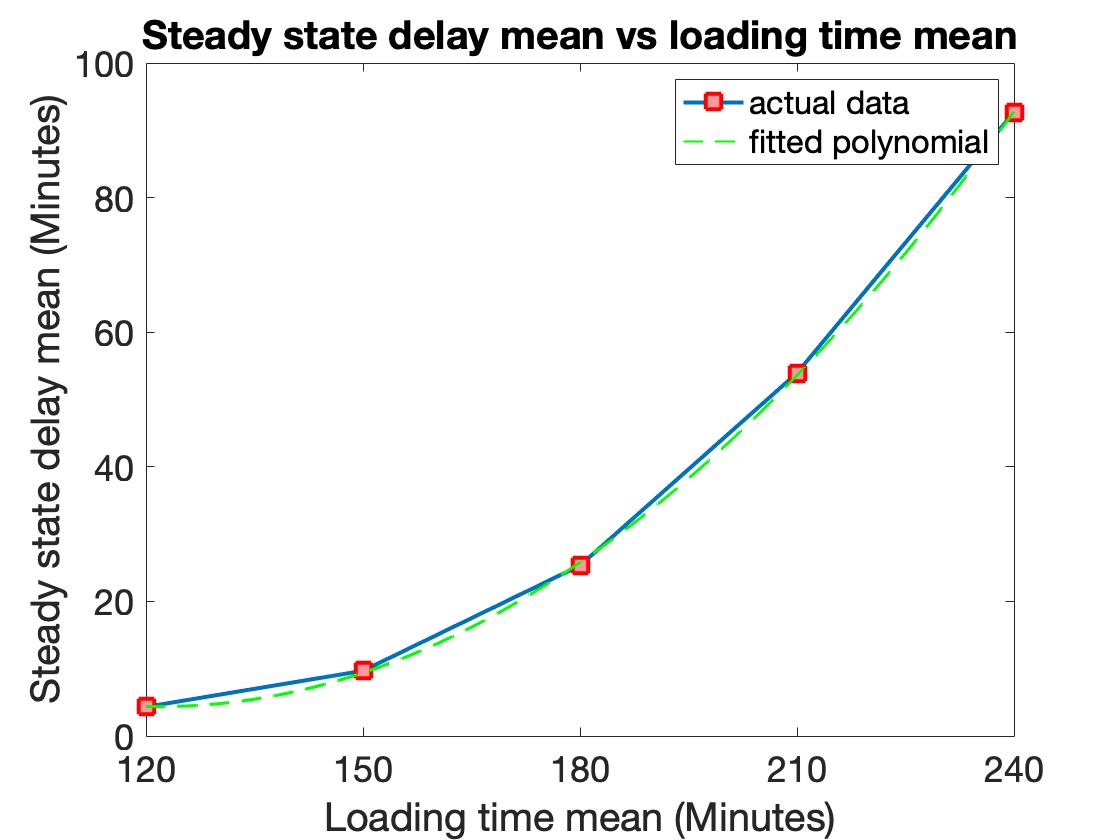 Steady state delay mean vs loading time mean
100
80
60
40
20
0
Steady state delay mean (Minutes)
actual data
fitted polynomial
120 150 180 210 240
Loading time mean (Minutes)